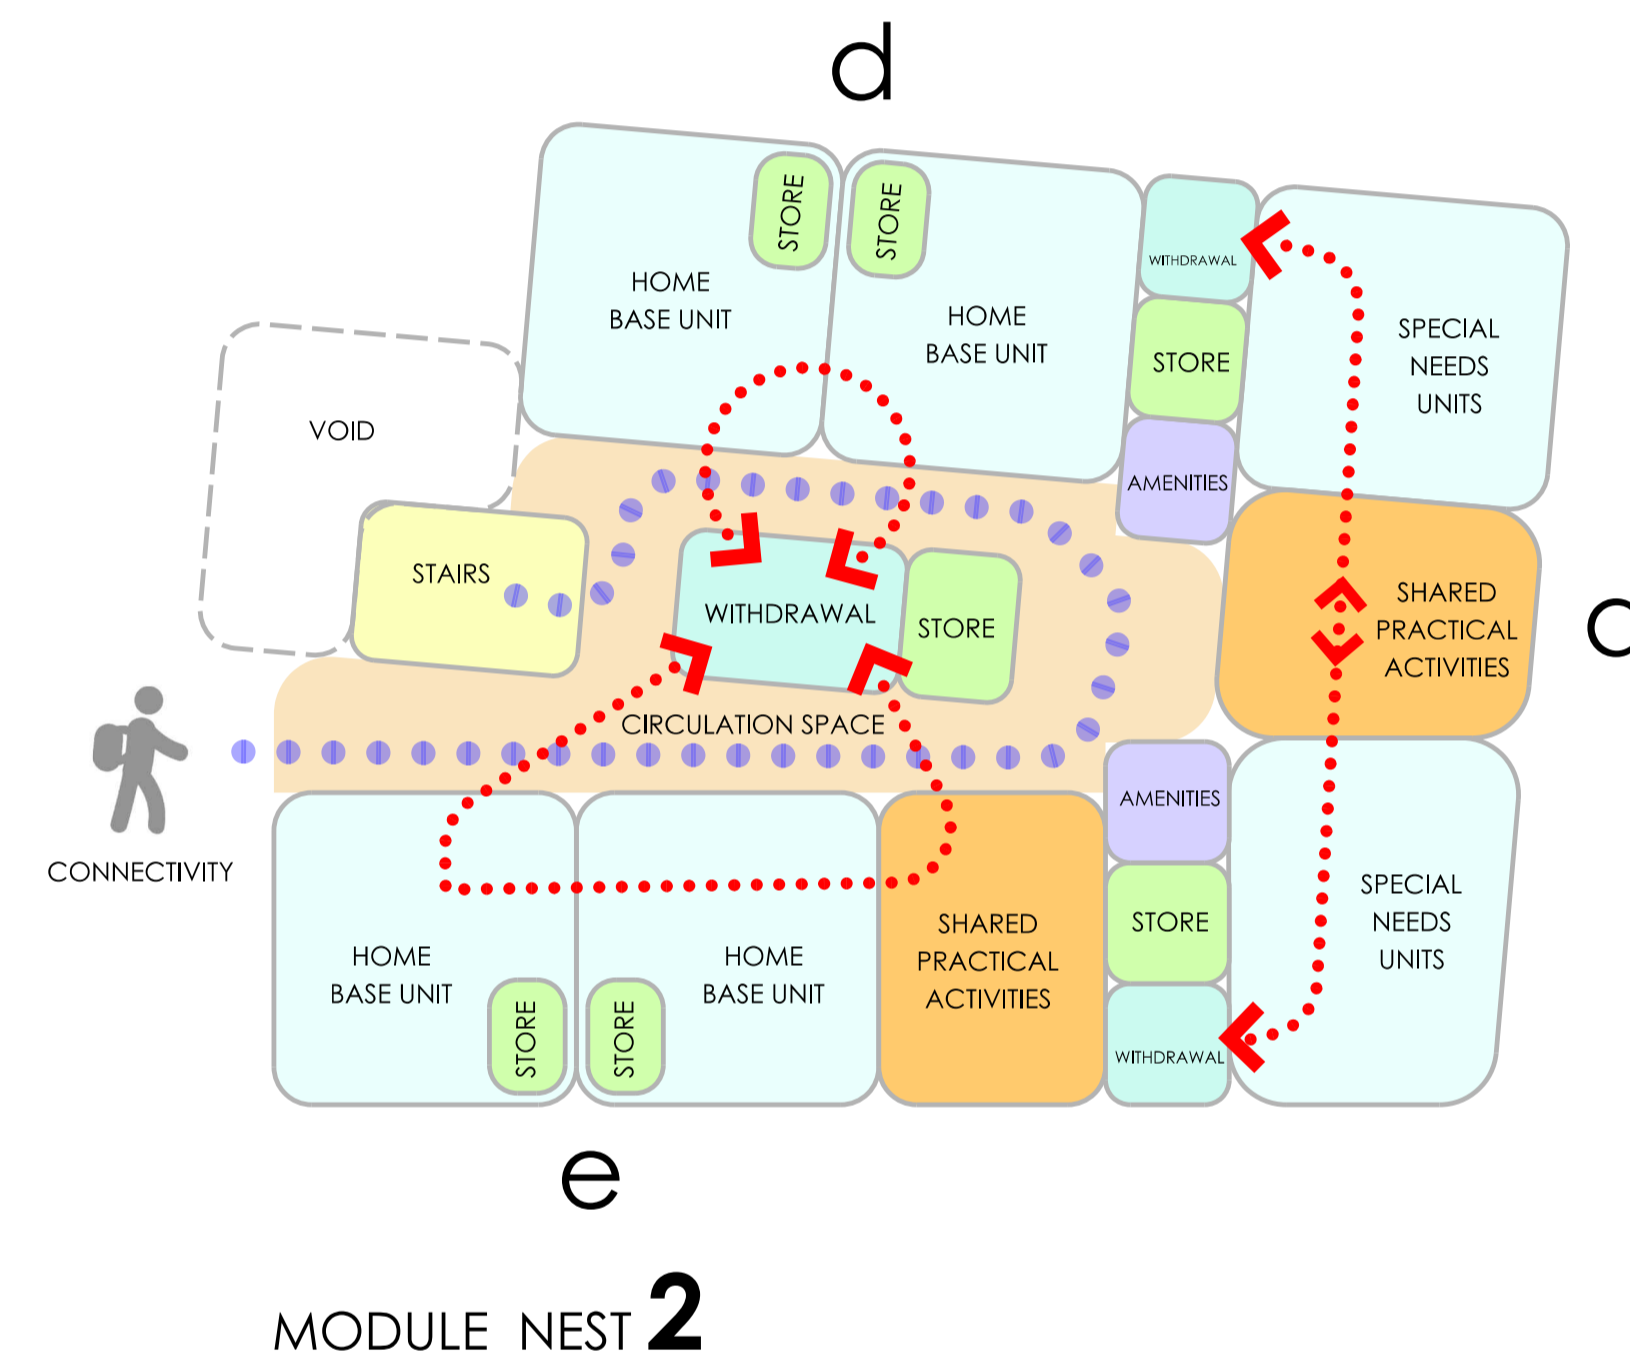 d
STORE
STORE
HOME
BASE UNIT
HOME
BASE UNIT
WITHDRAWAL
STORE
AMENITIES
SPECIAL
NEEDS
UNITS
VOID
STAIRS
WITHDRAWAL
STORE
SHARED
PRACTICAL
ACTIVITIES
CIRCULATION SPACE
CONNECTIVITY
HOME
BASE UNIT
STORE
STORE
HOME
BASE UNIT
SHARED
PRACTICAL
ACTIVITIES
AMENITIES
STORE
WITHDRAWAL
SPECIAL
NEEDS
UNITS
e
MODULE NEST 2